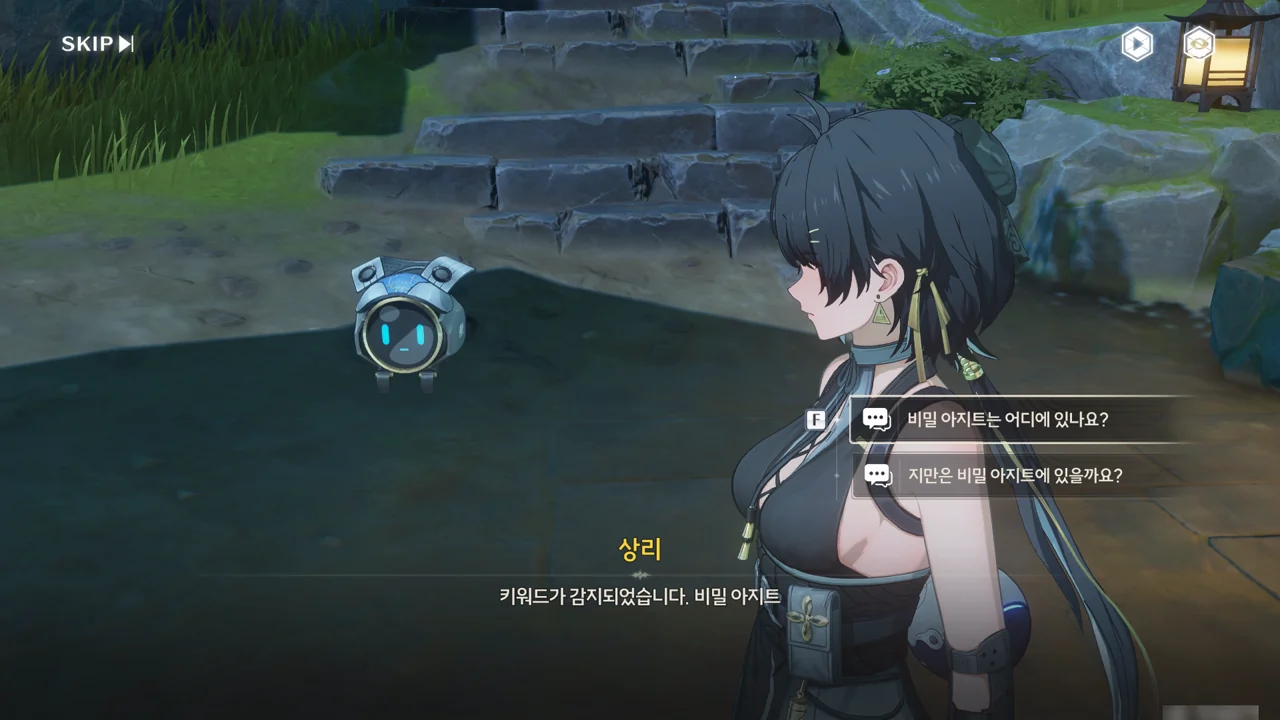 SKIP
F
비밀 아지트는 어디에 있나요?
지만은 비밀 아지트에 있을까요?
상리
키워드가 감지되었습니다. 비밀 아지트